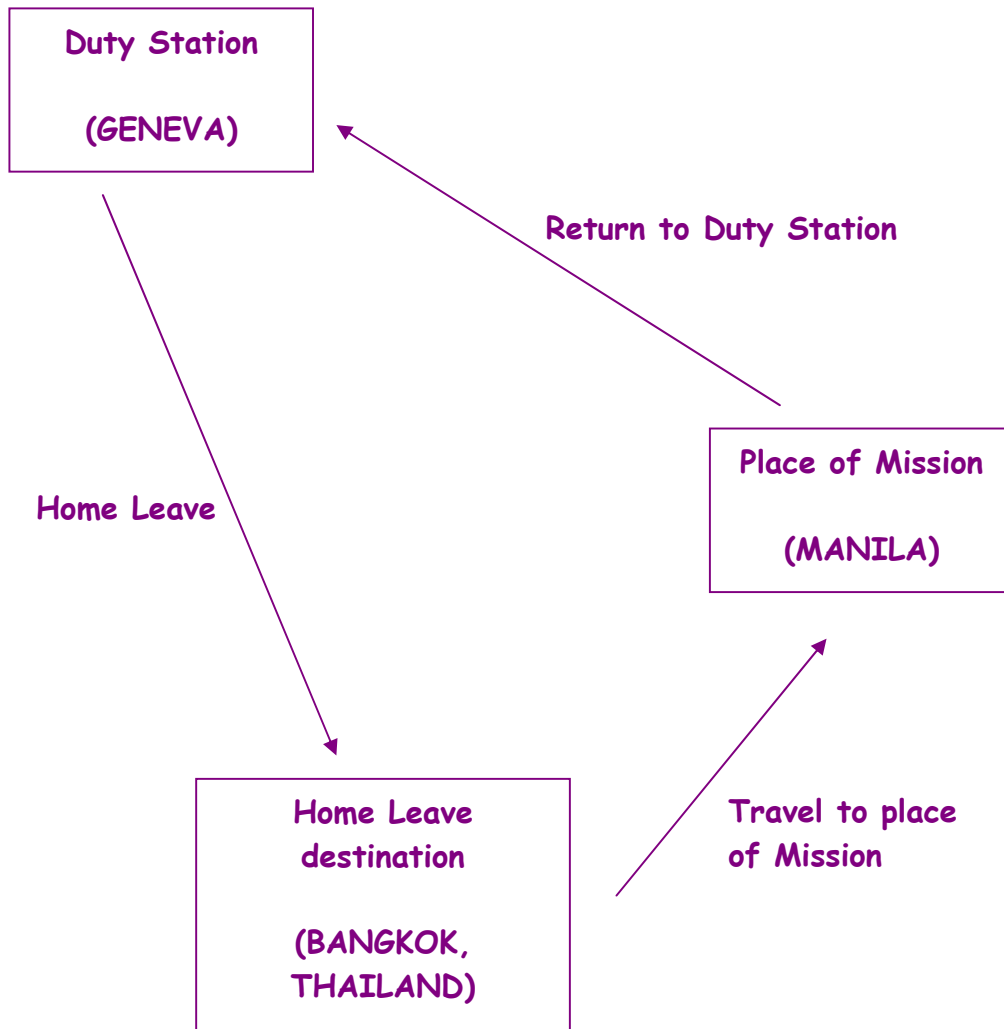 Duty Station
(GENEVA)
Return to Duty Station
Place of Mission
(MANILA)
Home Leave
Home Leave
destination
(BANGKOK,
THAILAND)
Travel to place
of Mission